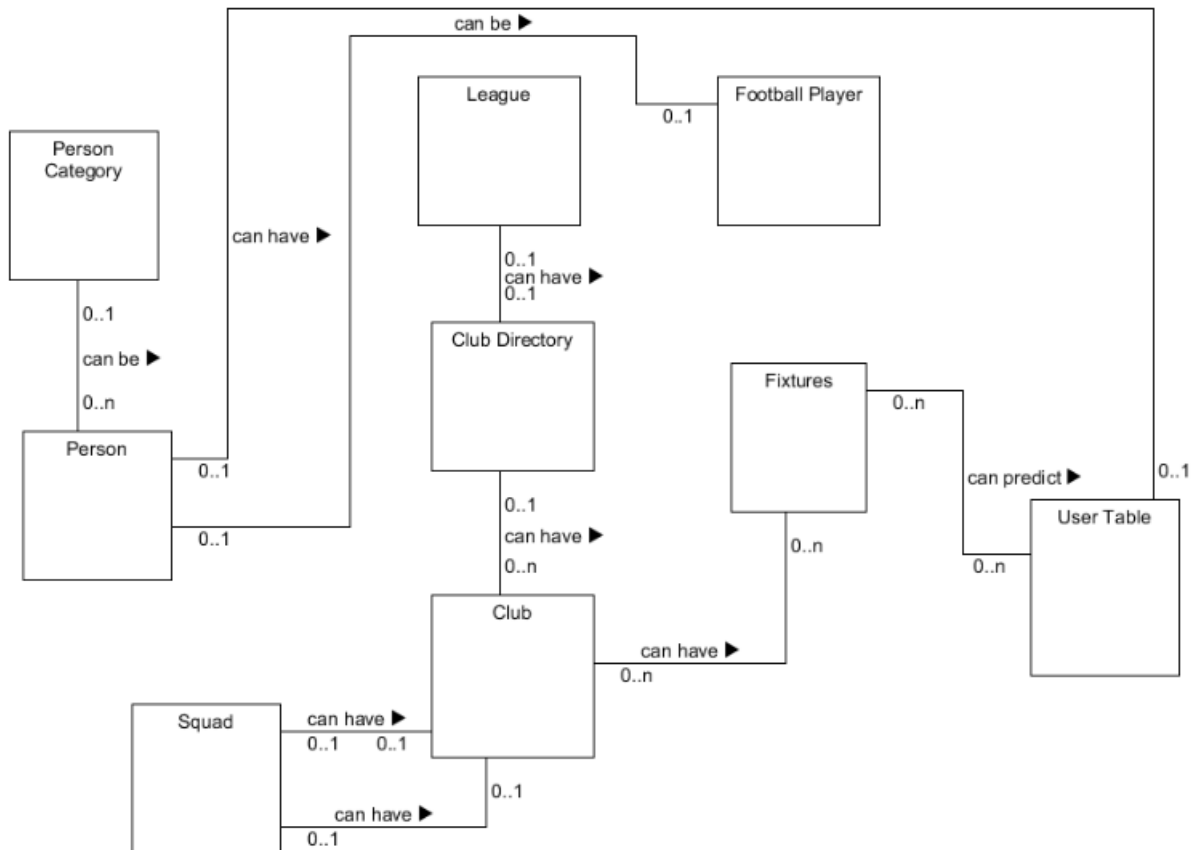 can be ▶
League
Football Player
0..1
Person
Category
can have ▶
0..1
can have ▶
0..1
0..1
can be ▶
0..n
Club Directory
Fixtures
0..n
Person
0..1
0..1
can predict ▶
0..1
User Table
0..n
0..1
can have ▶
0..n
0..n
Club
can have ▶
0..n
Squad
can have ▶
0..1
0..1
0..1
can have ▶
0..1